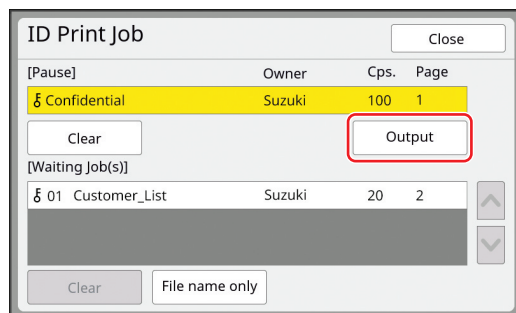 ID Print Job Close
[Pause] Owner Cps. Page
Confidential Suzuki 100 1
Clear Output
[Waiting Job(s)]
01 Customer_List Suzuki 20 2
Clear File name only